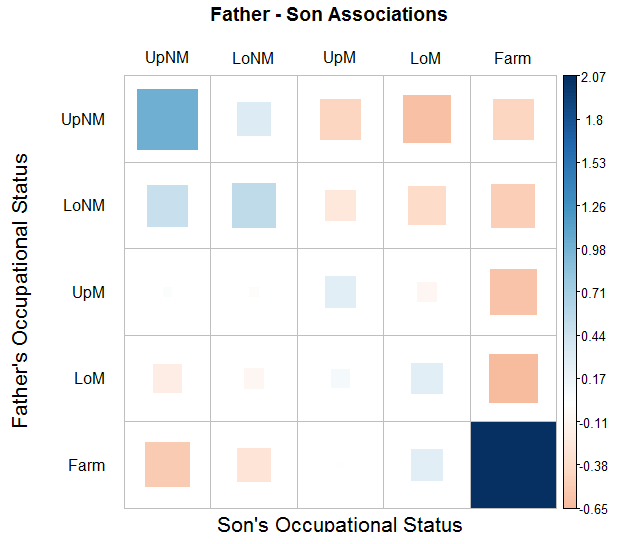 Father - Son Associations
UpNM LoNM UpM LoM Farm
UpNM
LoNM
UpM
LoM
Farm
Father's Occupational Status
Son's Occupational Status
2.07
1.8
1.53
1.26
0.98
0.71
0.44
0.17
-0.11
-0.38
-0.65